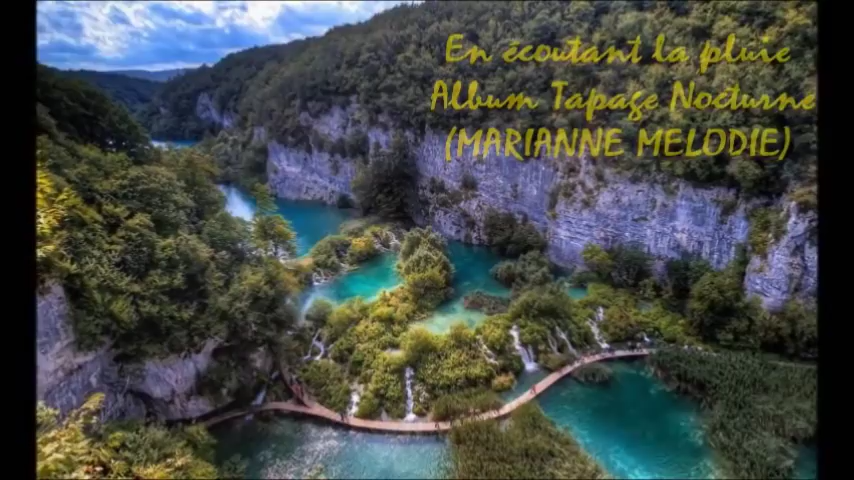 En écoutant la pluie
Album Tapage Nocturne
(MARIANNE MELODIE)